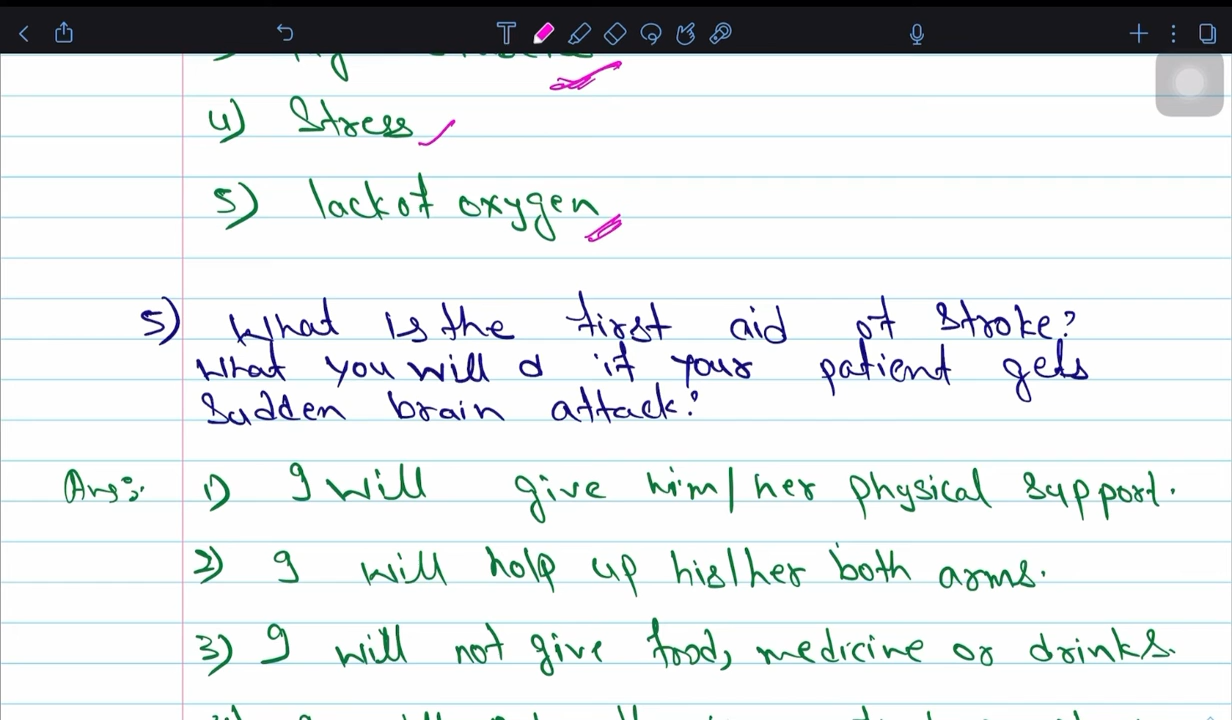 4) Stress
5) lack of oxygen
5) What is the first aid of Stroke?
What you will d if your patient gets
Sudden brain attack?
Ans: 1) I will give him/her physical support.
2) I will holp up his/her both arms.
3) I will not give food, medicine or drinks.